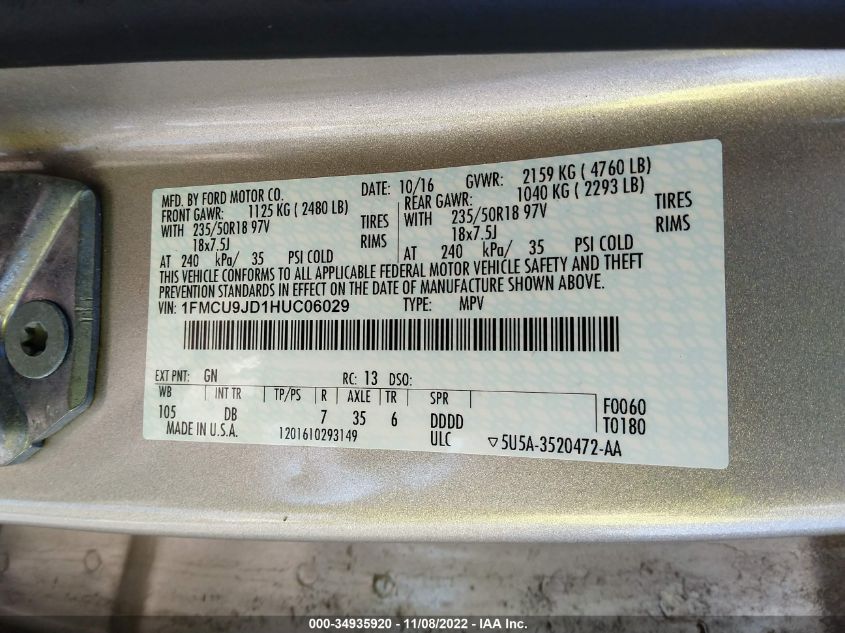 MFD. BY FORD MOTOR CO. DATE: 10/16 GVWR: 2159 KG ( 4760 LB)
FRONT GAWR: 1125 KG ( 2480 LB) REAR GAWR: 1040 KG ( 2293 LB)
WITH 235/50R18 97V TIRES WITH 235/50R18 97V TIRES
18x7.5J RIMS 18x7.5J RIMS
AT 240 kPa/ 35 PSI COLD AT 240 kPa/ 35 PSI COLD
THIS VEHICLE CONFORMS TO ALL APPLICABLE FEDERAL MOTOR VEHICLE SAFETY AND THEFT
PREVENTION STANDARDS IN EFFECT ON THE DATE OF MANUFACTURE SHOWN ABOVE.
VIN: 1FMCU9JD1HUC06029 TYPE: MPV
EXT PNT: GN RC: 13 DSO:
WB INT TR TP/PS R AXLE TR SPR
105 DB 7 35 6 DDDD F0060
T0180
MADE IN U.S.A. 1201610293149 ULC ▽5U5A-3520472-AA
000-34935920 - 11/08/2022 - IAA Inc.